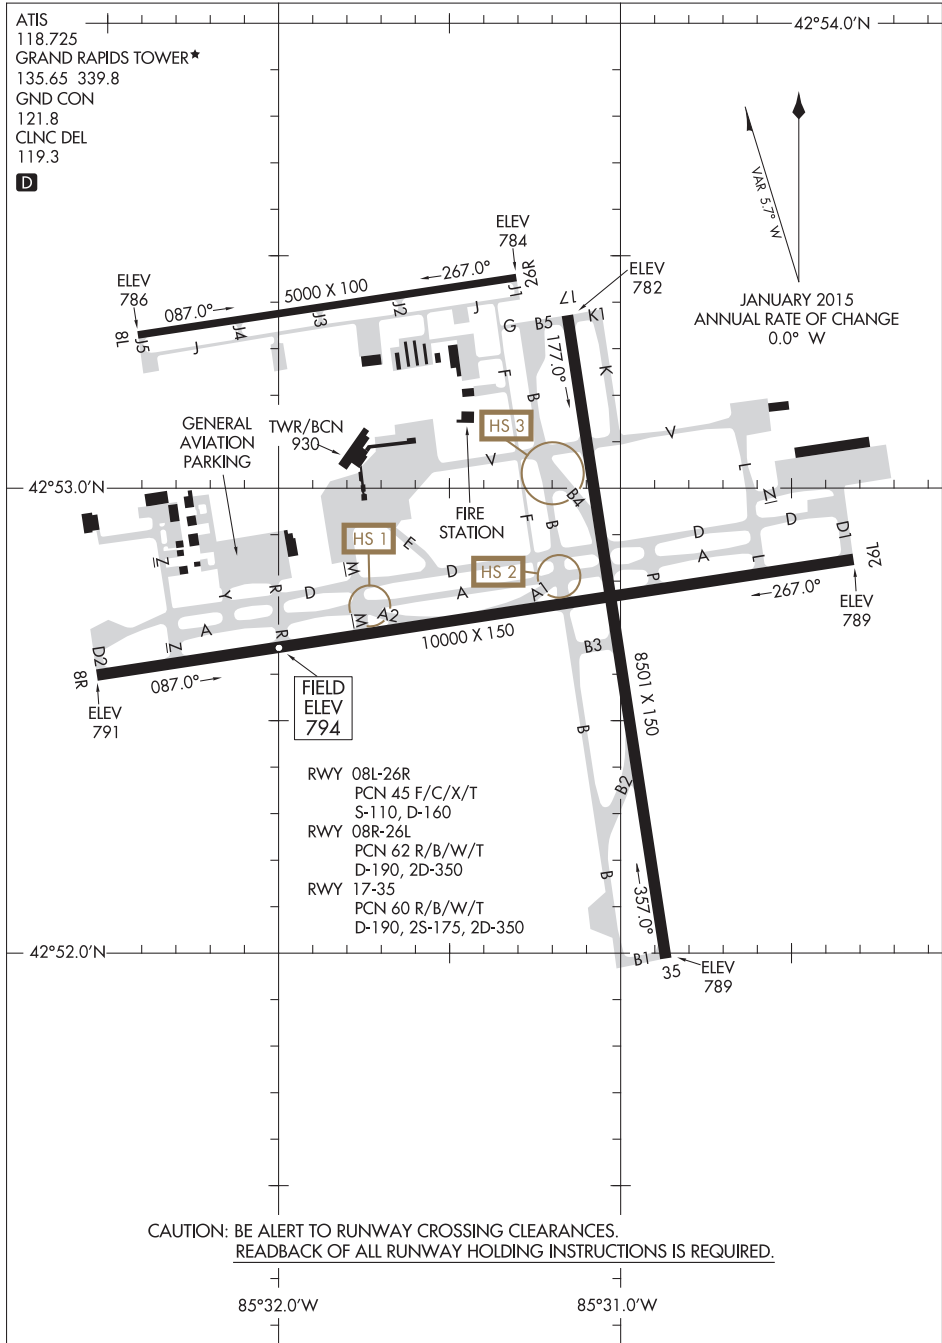 ATIS
118.725
GRAND RAPIDS TOWER★
135.65 339.8
GND CON
121.8
CLNC DEL
119.3
D
42°54.0'N
VAR 5.7° W
JANUARY 2015
ANNUAL RATE OF CHANGE
0.0° W
ELEV
784
ELEV
786
ELEV
782
5000 X 100
087.0°
267.0°
8L
26R
J5
J4
J3
J2
J1
J
J
G
B5
17
K1
177.0°
F
B
K
V
V
HS 3
GENERAL
AVIATION
PARKING
TWR/BCN
930
FIRE
STATION
42°53.0'N
B4
L
N
D
D
D1
26L
Z
E
F
B
HS 1
HS 2
M
D
A
A1
P
A
L
267.0°
ELEV
789
Y
R
D
A
Z
R
M
A2
D2
8R
087.0°
10000 X 150
ELEV
791
FIELD
ELEV
794
B3
8501 X 150
B
B2
B
357.0°
B1
35
ELEV
789
RWY 08L-26R
PCN 45 F/C/X/T
S-110, D-160
RWY 08R-26L
PCN 62 R/B/W/T
D-190, 2D-350
RWY 17-35
PCN 60 R/B/W/T
D-190, 2S-175, 2D-350
42°52.0'N
CAUTION: BE ALERT TO RUNWAY CROSSING CLEARANCES.
READBACK OF ALL RUNWAY HOLDING INSTRUCTIONS IS REQUIRED.
85°32.0'W
85°31.0'W